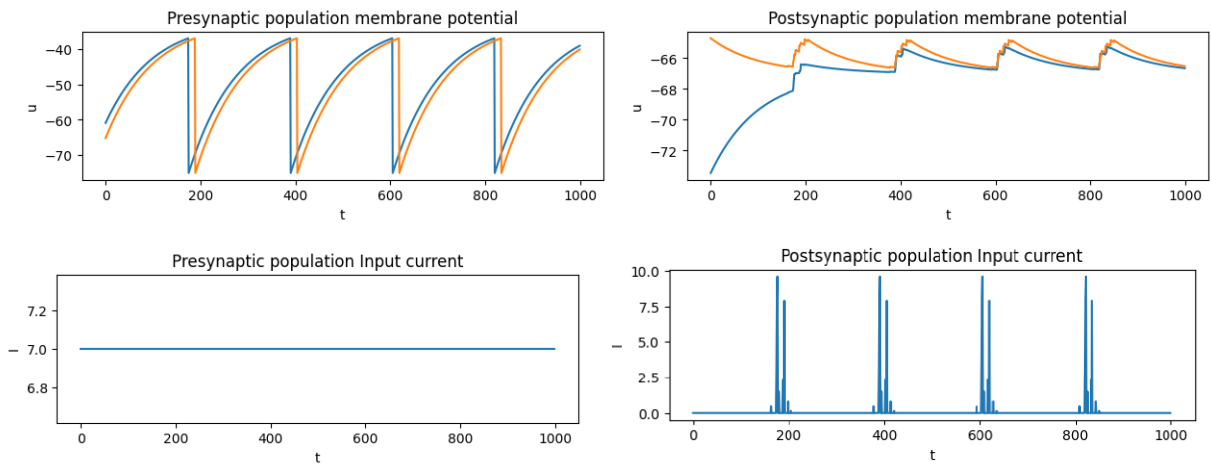 Presynaptic population membrane potential
−40
−50
−60
−70
u
0 200 400 600 800 1000
t
Postsynaptic population membrane potential
−66
−68
−70
−72
u
0 200 400 600 800 1000
t
Presynaptic population Input current
7.2
7.0
6.8
I
0 200 400 600 800 1000
t
Postsynaptic population Input current
10.0
7.5
5.0
2.5
0.0
I
0 200 400 600 800 1000
t